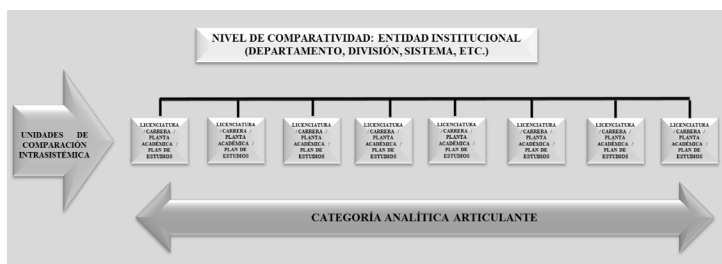 NIVEL DE COMPARATIVIDAD: ENTIDAD INSTITUCIONAL
(DEPARTAMENTO, DIVISIÓN, SISTEMA, ETC.)
UNIDADES DE
COMPARACIÓN
INTRASISTÉMICA
LICENCIATURA
/CARRERA /
PLANTA
ACADÉMICA /
PLAN DE
ESTUDIOS
LICENCIATURA
/CARRERA /
PLANTA
ACADÉMICA /
PLAN DE
ESTUDIOS
LICENCIATURA
/CARRERA /
PLANTA
ACADÉMICA /
PLAN DE
ESTUDIOS
LICENCIATURA
/CARRERA /
PLANTA
ACADÉMICA /
PLAN DE
ESTUDIOS
LICENCIATURA
/CARRERA /
PLANTA
ACADÉMICA /
PLAN DE
ESTUDIOS
LICENCIATURA
/CARRERA /
PLANTA
ACADÉMICA /
PLAN DE
ESTUDIOS
LICENCIATURA
/CARRERA /
PLANTA
ACADÉMICA /
PLAN DE
ESTUDIOS
LICENCIATURA
/CARRERA /
PLANTA
ACADÉMICA /
PLAN DE
ESTUDIOS
CATEGORÍA ANALÍTICA ARTICULANTE